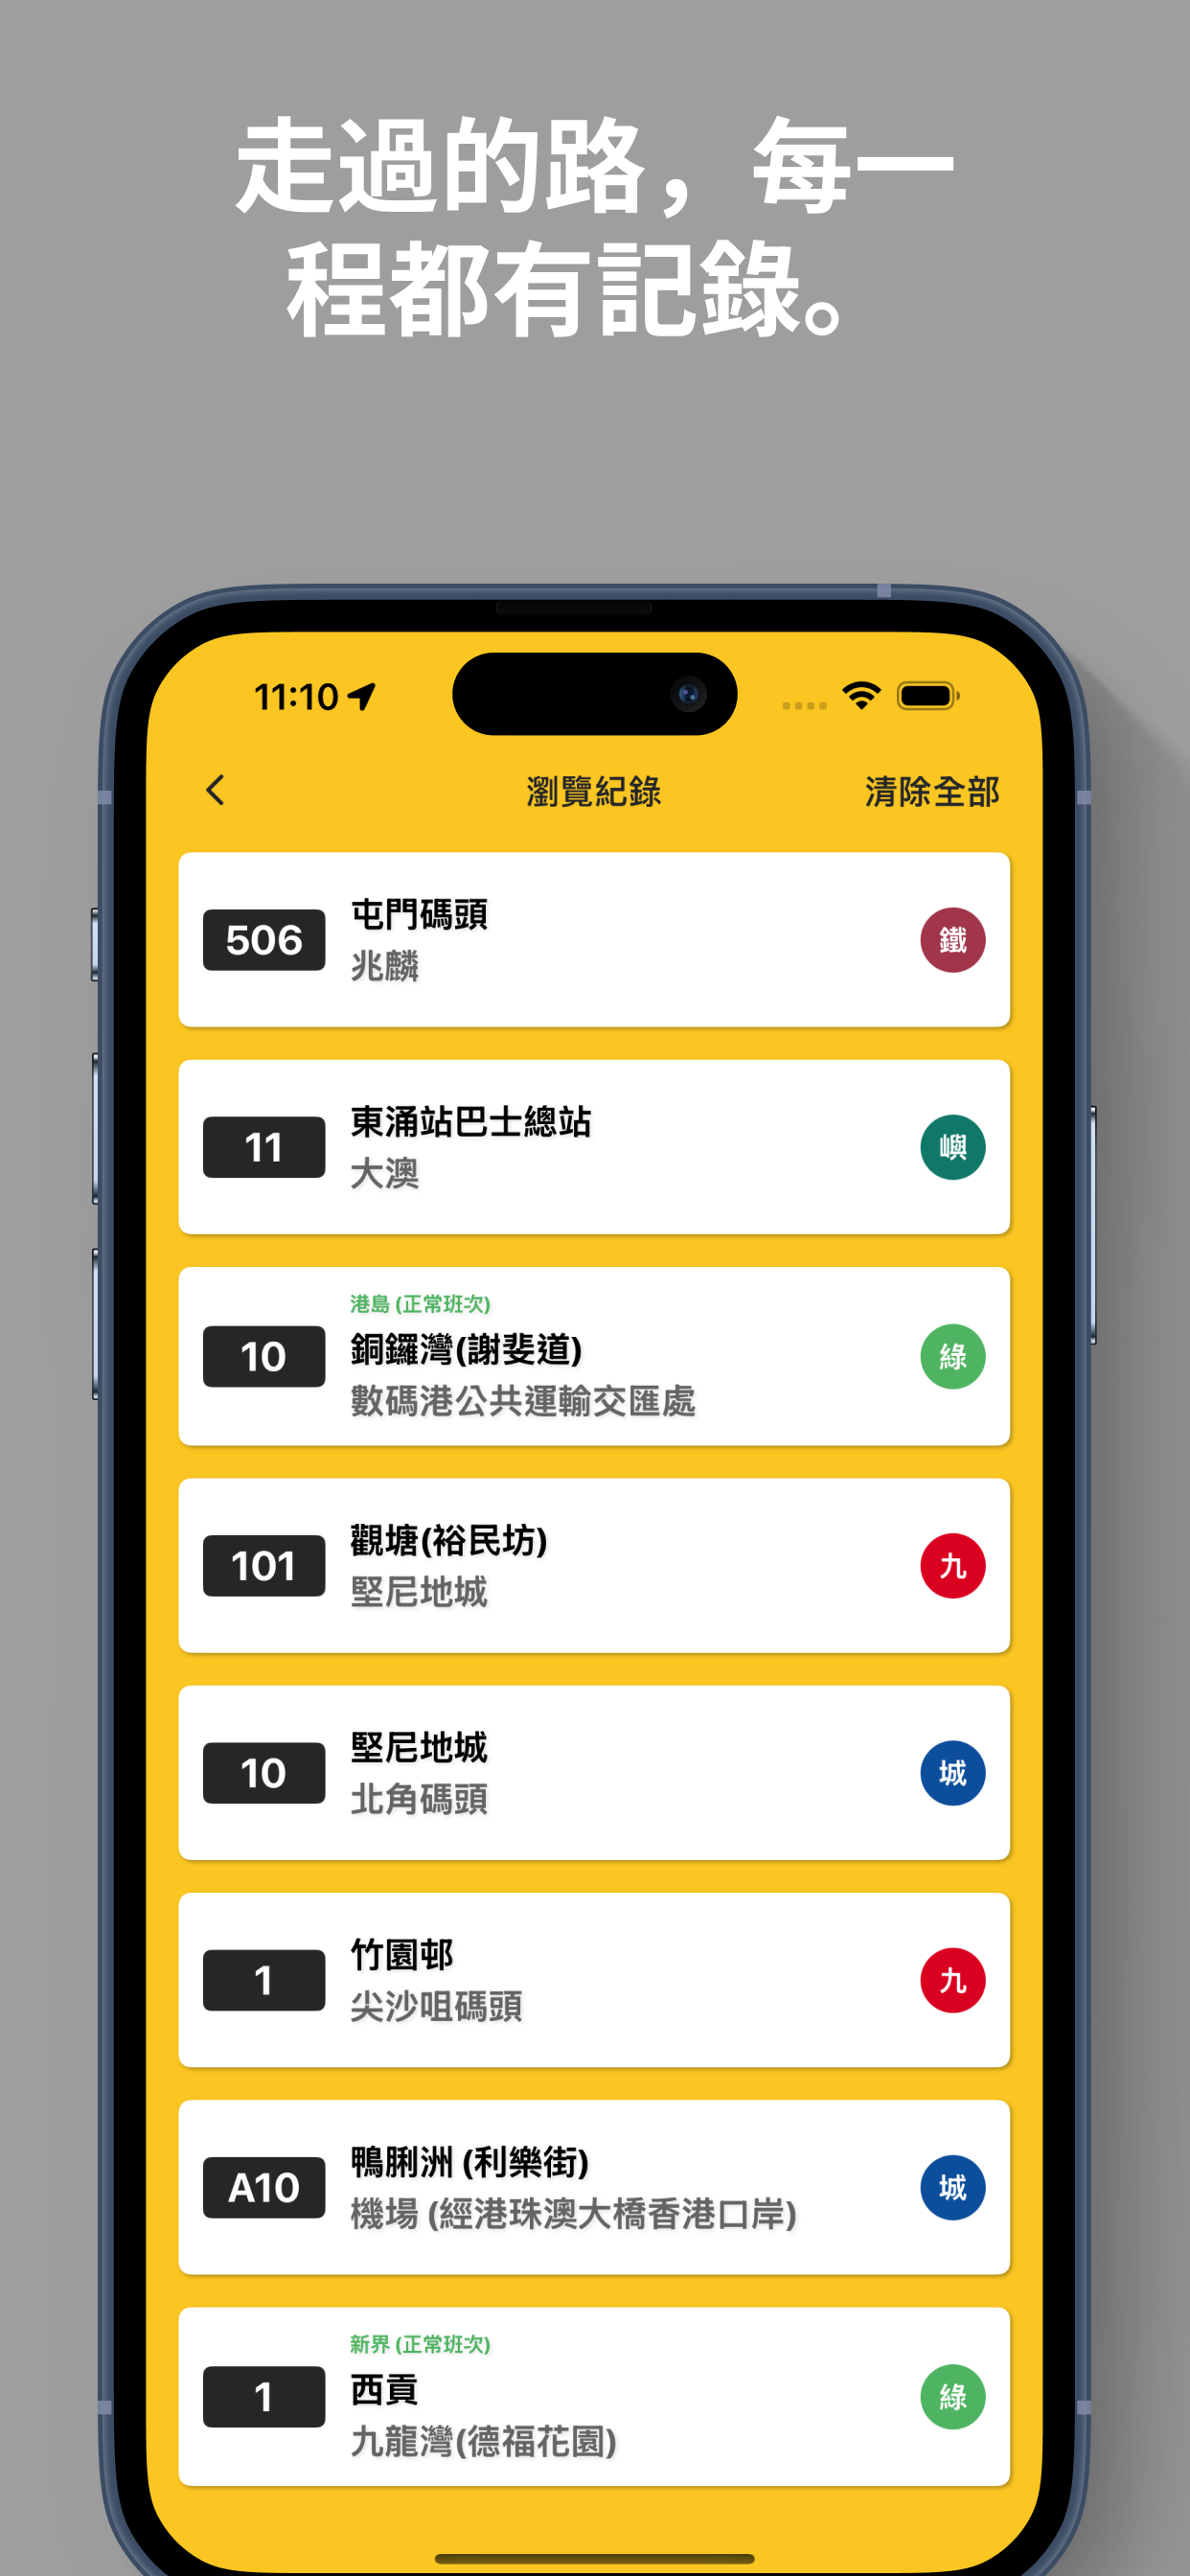 走過的路，每一
程都有記錄。
11:10
瀏覽紀錄
清除全部
506
屯門碼頭
兆麟
鐵
11
東涌站巴士總站
大澳
嶼
港島 (正常班次)
10
銅鑼灣(謝斐道)
數碼港公共運輸交匯處
綠
101
觀塘(裕民坊)
堅尼地城
九
10
堅尼地城
北角碼頭
城
1
竹園邨
尖沙咀碼頭
九
A10
鴨脷洲 (利樂街)
機場 (經港珠澳大橋香港口岸)
城
新界 (正常班次)
1
西貢
九龍灣(德福花園)
綠